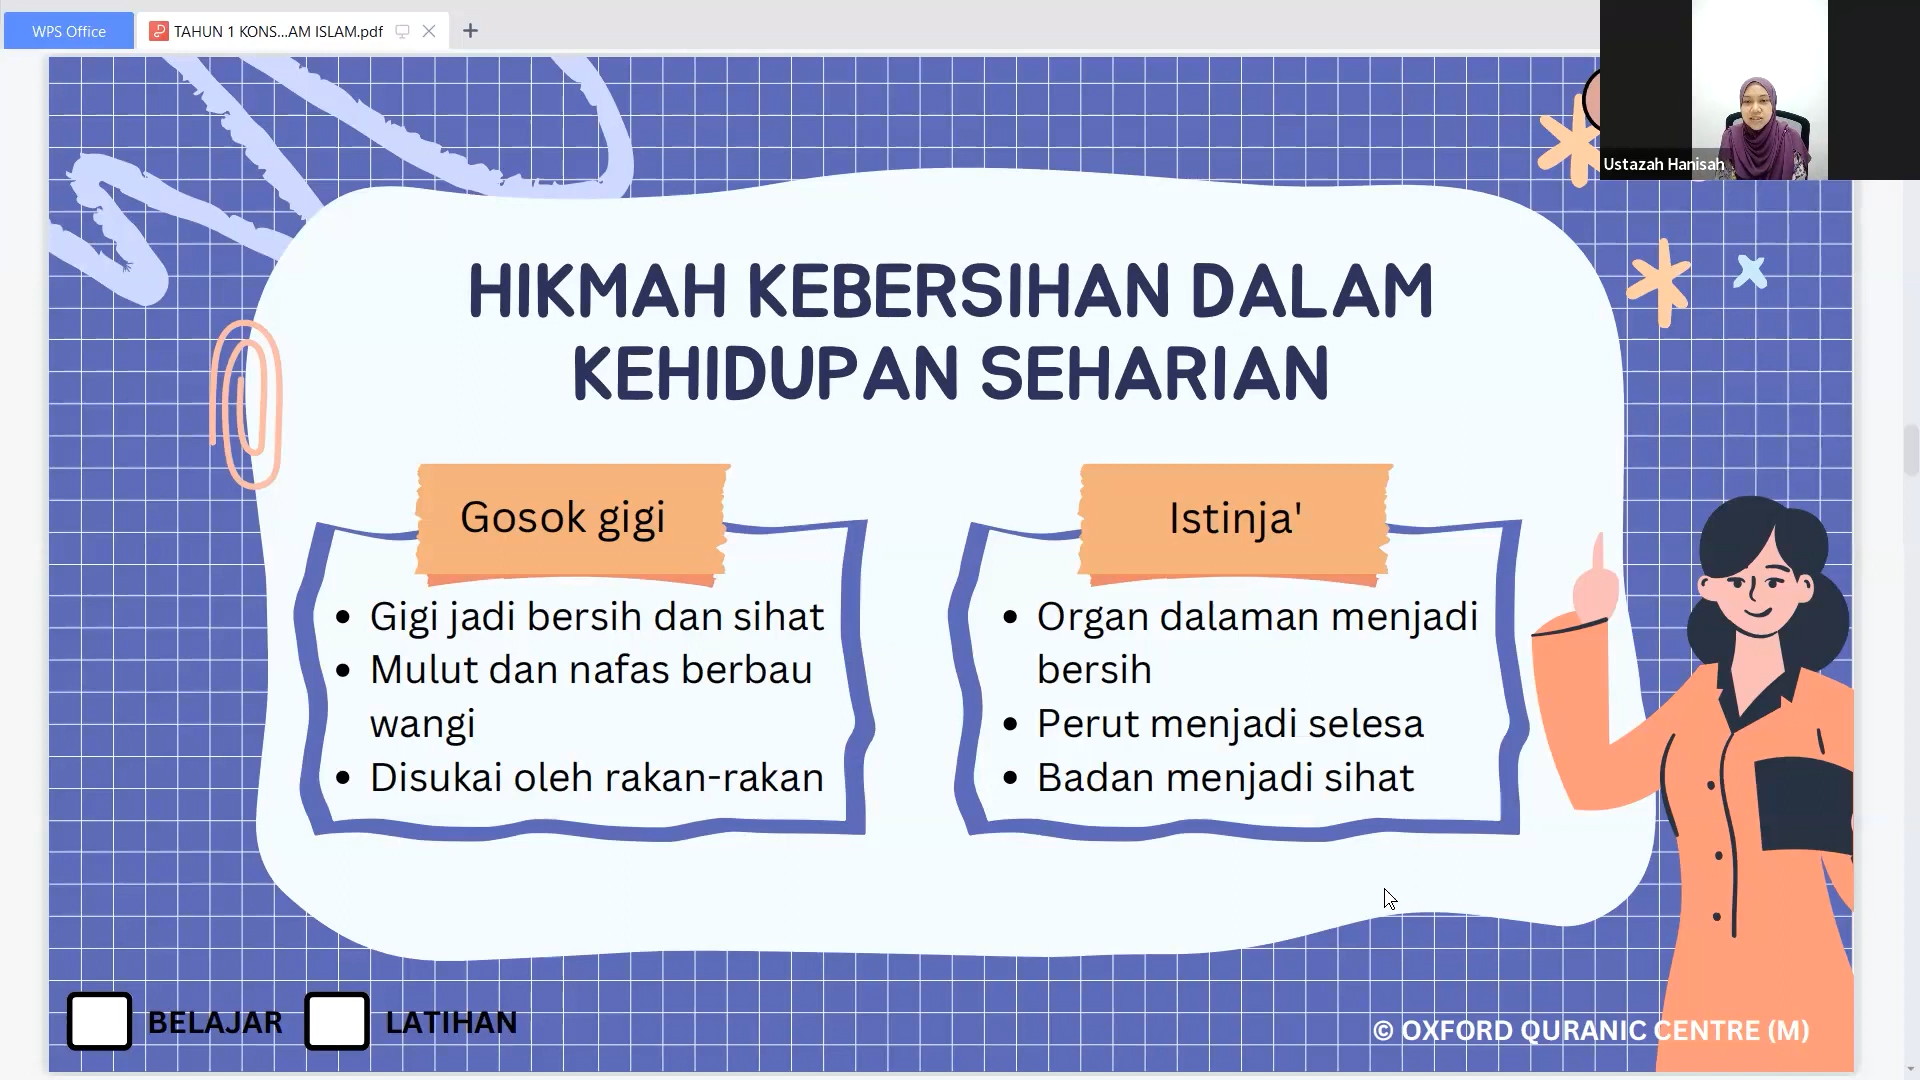 WPS Office
TAHUN 1 KONS...AM ISLAM.pdf
Ustazah Hanisah
HIKMAH KEBERSIHAN DALAM
KEHIDUPAN SEHARIAN
Gosok gigi
• Gigi jadi bersih dan sihat
• Mulut dan nafas berbau
wangi
• Disukai oleh rakan-rakan
Istinja'
• Organ dalaman menjadi
bersih
• Perut menjadi selesa
• Badan menjadi sihat
BELAJAR
LATIHAN
© OXFORD QURANIC CENTRE (M)